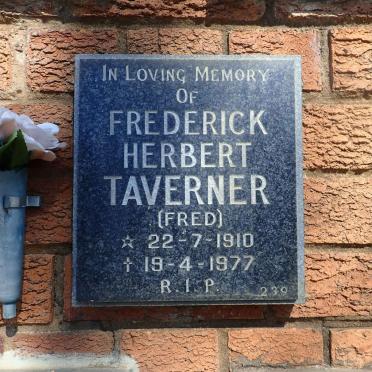 IN LOVING MEMORY
OF
FREDERICK
HERBERT
TAVERNER
(FRED)
☆ 22-7-1910
† 19-4-1977
R.I.P.
239